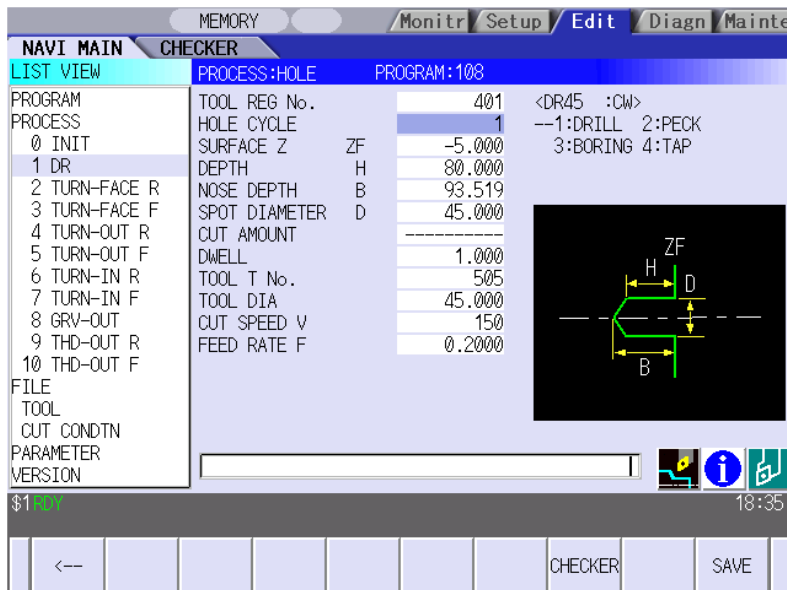 MEMORY Monitr Setup Edit Diagn Mainte
NAVI MAIN CHECKER
LIST VIEW
PROGRAM
PROCESS
0 INIT
1 DR
2 TURN-FACE R
3 TURN-FACE F
4 TURN-OUT R
5 TURN-OUT F
6 TURN-IN R
7 TURN-IN F
8 GRV-OUT
9 THD-OUT R
10 THD-OUT F
FILE
TOOL
CUT CONDTN
PARAMETER
VERSION
PROCESS:HOLE PROGRAM:108
TOOL REG No. 401
HOLE CYCLE 1
SURFACE Z ZF -5.000
DEPTH H 80.000
NOSE DEPTH B 93.519
SPOT DIAMETER D 45.000
CUT AMOUNT ----------
DWELL 1.000
TOOL T No. 505
TOOL DIA 45.000
CUT SPEED V 150
FEED RATE F 0.2000
<DR45 :CW>
--1:DRILL 2:PECK
3:BORING 4:TAP
ZF
H
D
B
i
$1 RDY 18:35
<-- CHECKER SAVE